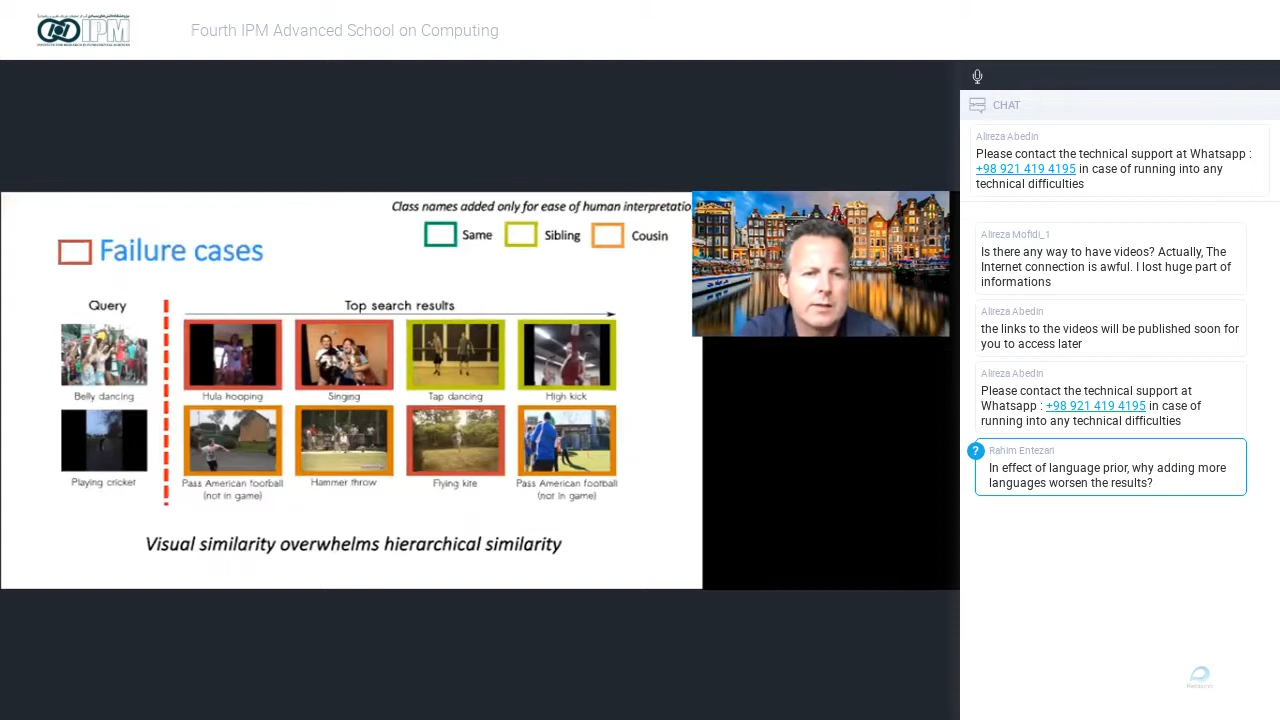 IPM
Fourth IPM Advanced School on Computing
CHAT
Alireza Abedin
Please contact the technical support at Whatsapp :
+98 921 419 4195 in case of running into any
technical difficulties
Alireza Mofidi_1
Is there any way to have videos? Actually, The
Internet connection is awful. I lost huge part of
informations
Alireza Abedin
the links to the videos will be published soon for
you to access later
Alireza Abedin
Please contact the technical support at
Whatsapp : +98 921 419 4195 in case of
running into any technical difficulties
?
Rahim Entezari
In effect of language prior, why adding more
languages worsen the results?
Class names added only for ease of human interpretatio
Same Sibling Cousin
Failure cases
Query Top search results
Belly dancing Hula hooping Singing Tap dancing High kick
Playing cricket Pass American football Hammer throw Flying kite Pass American football
(not in game) (not in game)
Visual similarity overwhelms hierarchical similarity